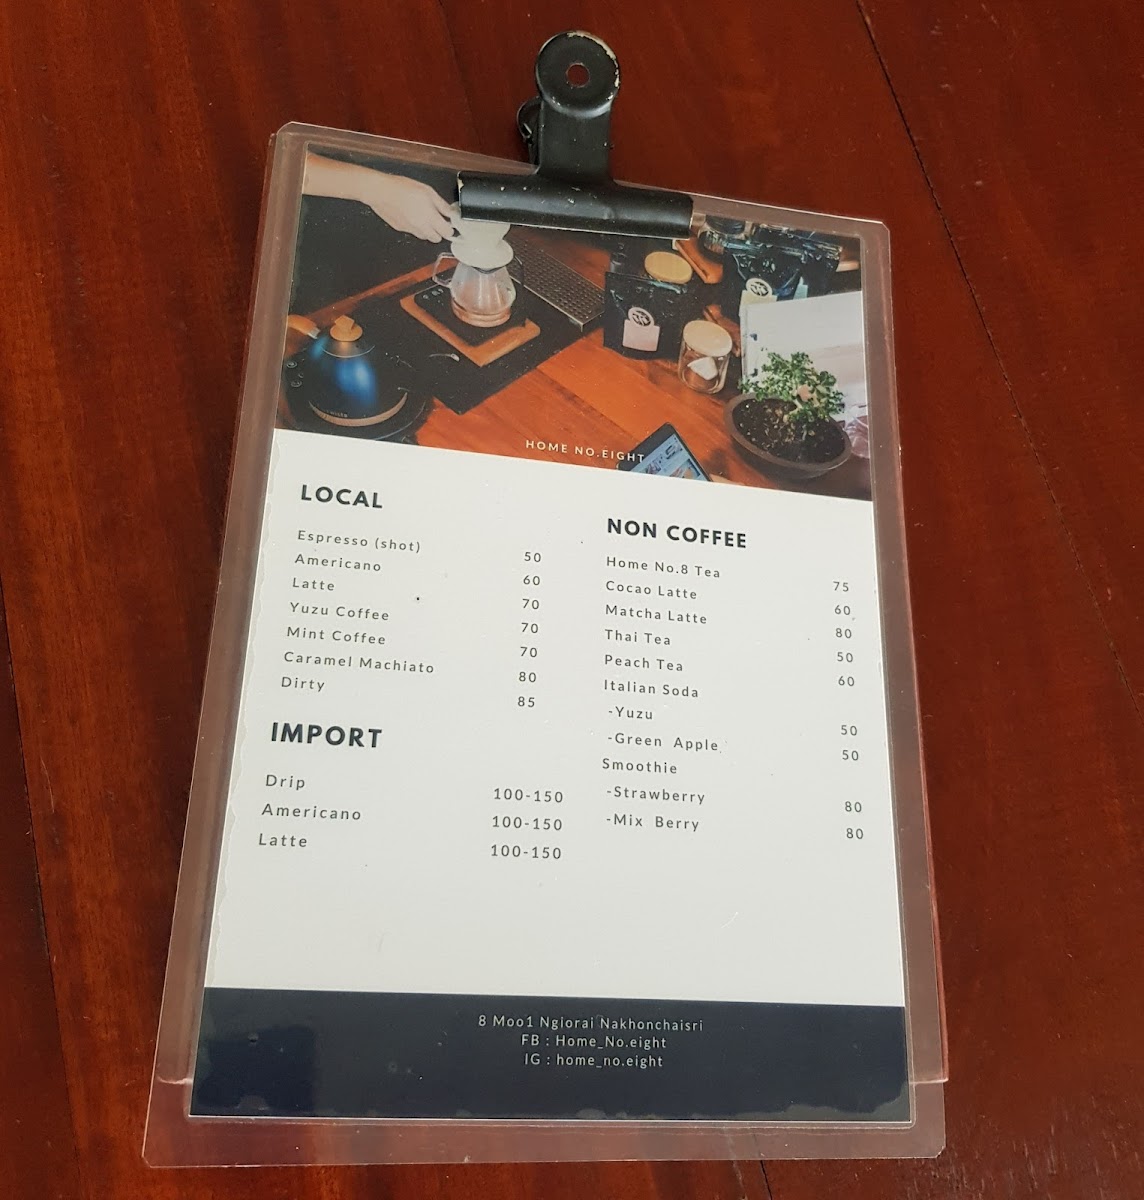 HOME NO.EIGHT
LOCAL
Espresso (shot) 50
Americano 60
Latte 70
Yuzu Coffee 70
Mint Coffee 70
Caramel Machiato 80
Dirty 85
IMPORT
Drip 100-150
Americano 100-150
Latte 100-150
NON COFFEE
Home No.8 Tea 75
Cocao Latte 60
Matcha Latte 80
Thai Tea 50
Peach Tea 60
Italian Soda
-Yuzu 50
-Green Apple 50
Smoothie
-Strawberry 80
-Mix Berry 80
8 Moo1 Ngiorai Nakhonchaisri
FB : Home_No.eight
IG : home_no.eight